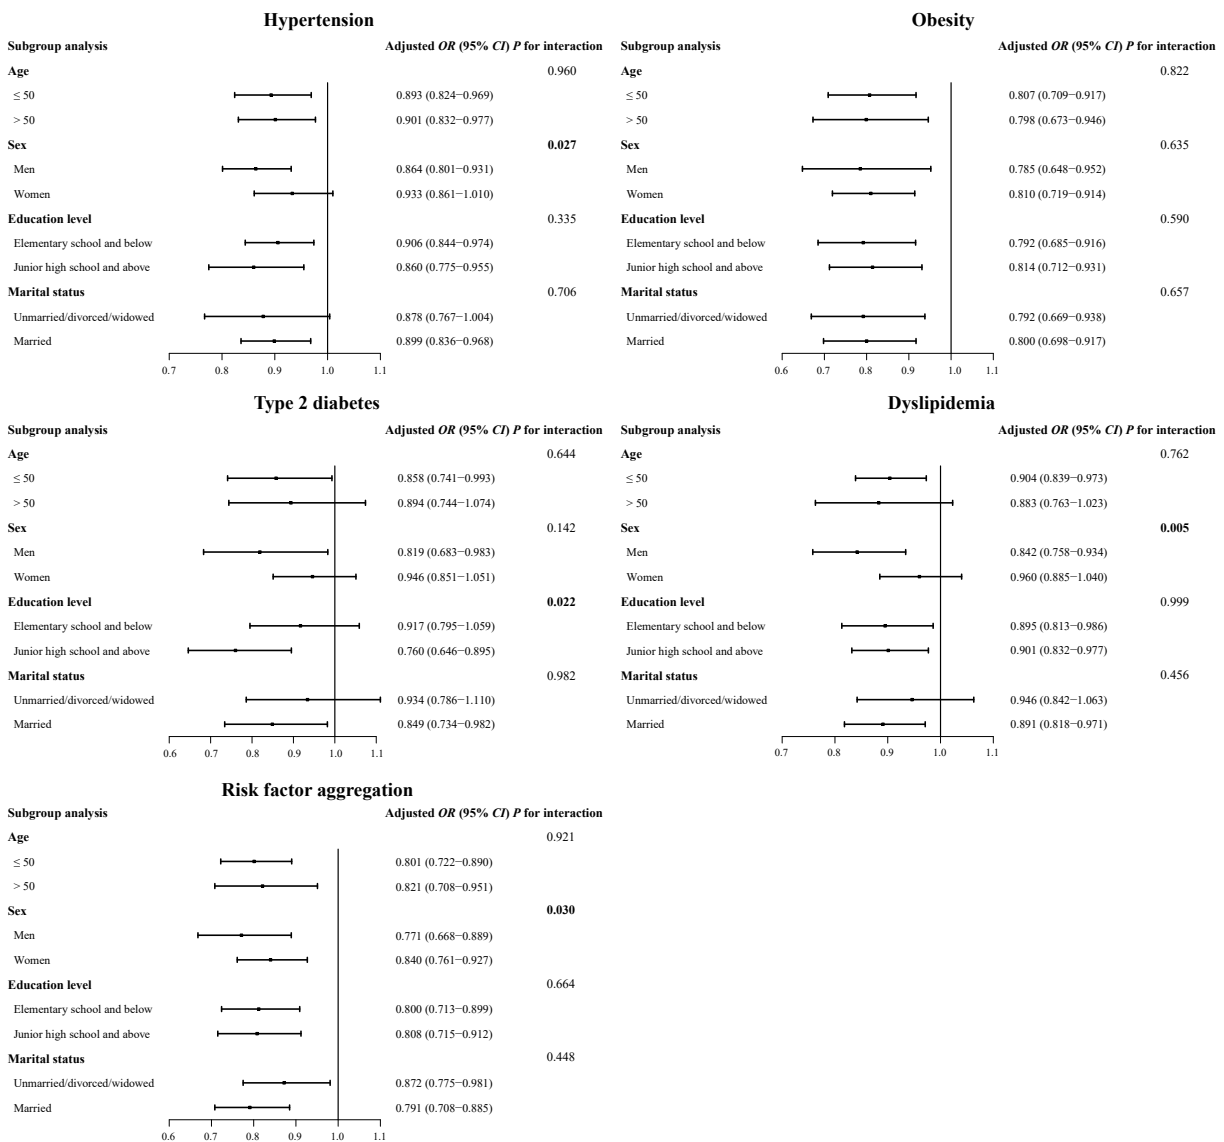 Hypertension
Subgroup analysis Adjusted OR (95% CI) P for interaction
Age 0.960
≤ 50 0.893 (0.824−0.969)
> 50 0.901 (0.832−0.977)
Sex 0.027
Men 0.864 (0.801−0.931)
Women 0.933 (0.861−1.010)
Education level 0.335
Elementary school and below 0.906 (0.844−0.974)
Junior high school and above 0.860 (0.775−0.955)
Marital status 0.706
Unmarried/divorced/widowed 0.878 (0.767−1.004)
Married 0.899 (0.836−0.968)
0.7 0.8 0.9 1.0 1.1
Obesity
Subgroup analysis Adjusted OR (95% CI) P for interaction
Age 0.822
≤ 50 0.807 (0.709−0.917)
> 50 0.798 (0.673−0.946)
Sex 0.635
Men 0.785 (0.648−0.952)
Women 0.810 (0.719−0.914)
Education level 0.590
Elementary school and below 0.792 (0.685−0.916)
Junior high school and above 0.814 (0.712−0.931)
Marital status 0.657
Unmarried/divorced/widowed 0.792 (0.669−0.938)
Married 0.800 (0.698−0.917)
0.6 0.7 0.8 0.9 1.0 1.1
Type 2 diabetes
Subgroup analysis Adjusted OR (95% CI) P for interaction
Age 0.644
≤ 50 0.858 (0.741−0.993)
> 50 0.894 (0.744−1.074)
Sex 0.142
Men 0.819 (0.683−0.983)
Women 0.946 (0.851−1.051)
Education level 0.022
Elementary school and below 0.917 (0.795−1.059)
Junior high school and above 0.760 (0.646−0.895)
Marital status 0.982
Unmarried/divorced/widowed 0.934 (0.786−1.110)
Married 0.849 (0.734−0.982)
0.6 0.7 0.8 0.9 1.0 1.1
Dyslipidemia
Subgroup analysis Adjusted OR (95% CI) P for interaction
Age 0.762
≤ 50 0.904 (0.839−0.973)
> 50 0.883 (0.763−1.023)
Sex 0.005
Men 0.842 (0.758−0.934)
Women 0.960 (0.885−1.040)
Education level 0.999
Elementary school and below 0.895 (0.813−0.986)
Junior high school and above 0.901 (0.832−0.977)
Marital status 0.456
Unmarried/divorced/widowed 0.946 (0.842−1.063)
Married 0.891 (0.818−0.971)
0.7 0.8 0.9 1.0 1.1
Risk factor aggregation
Subgroup analysis Adjusted OR (95% CI) P for interaction
Age 0.921
≤ 50 0.801 (0.722−0.890)
> 50 0.821 (0.708−0.951)
Sex 0.030
Men 0.771 (0.668−0.889)
Women 0.840 (0.761−0.927)
Education level 0.664
Elementary school and below 0.800 (0.713−0.899)
Junior high school and above 0.808 (0.715−0.912)
Marital status 0.448
Unmarried/divorced/widowed 0.872 (0.775−0.981)
Married 0.791 (0.708−0.885)
0.6 0.7 0.8 0.9 1.0 1.1